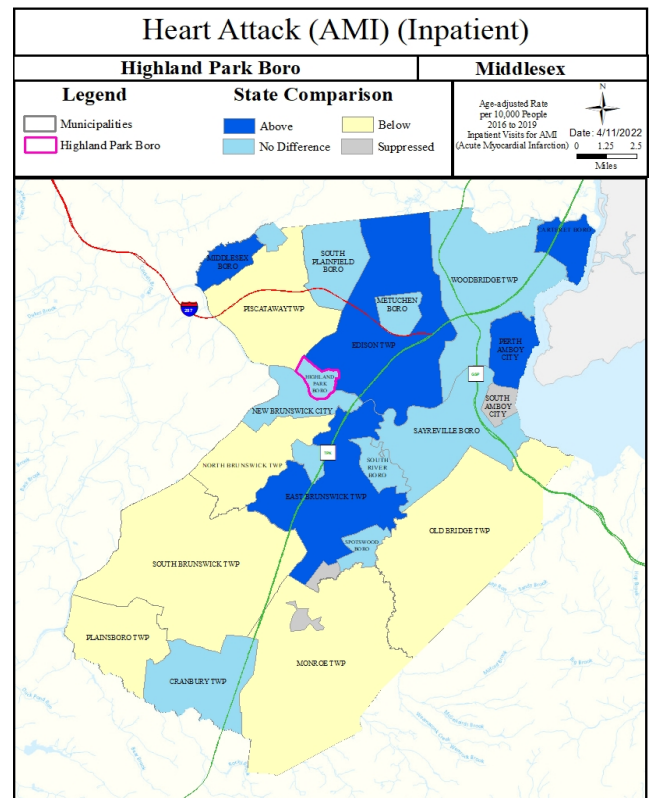 Heart Attack (AMI) (Inpatient)
Highland Park Boro
Middlesex
Legend
Municipalities
Highland Park Boro
State Comparison
Above
Below
No Difference
Suppressed
Age-adjusted Rate
per 10,000 People
2016 to 2019
Inpatient Visits for AMI
(Acute Myocardial Infarction)
N
Date: 4/11/2022
0 1.25 2.5
Miles
MIDDLESEX
BORO
SOUTH
PLAINFIELD
BORO
WOODBRIDGE TWP
CARTERET BORO
METUCHEN
BORO
PISCATAWAY TWP
287
EDISON TWP
PERTH
AMBOY
CITY
HIGHLAND
PARK
BORO
GSP
SOUTH
AMBOY
CITY
NEW BRUNSWICK CITY
SAYREVILLE BORO
NORTH BRUNSWICK TWP
SOUTH
RIVER
BORO
EAST BRUNSWICK TWP
OLD BRIDGE TWP
SPOTSWOOD
BORO
SOUTH BRUNSWICK TWP
PLAINSBORO TWP
MONROE TWP
CRANBURY TWP